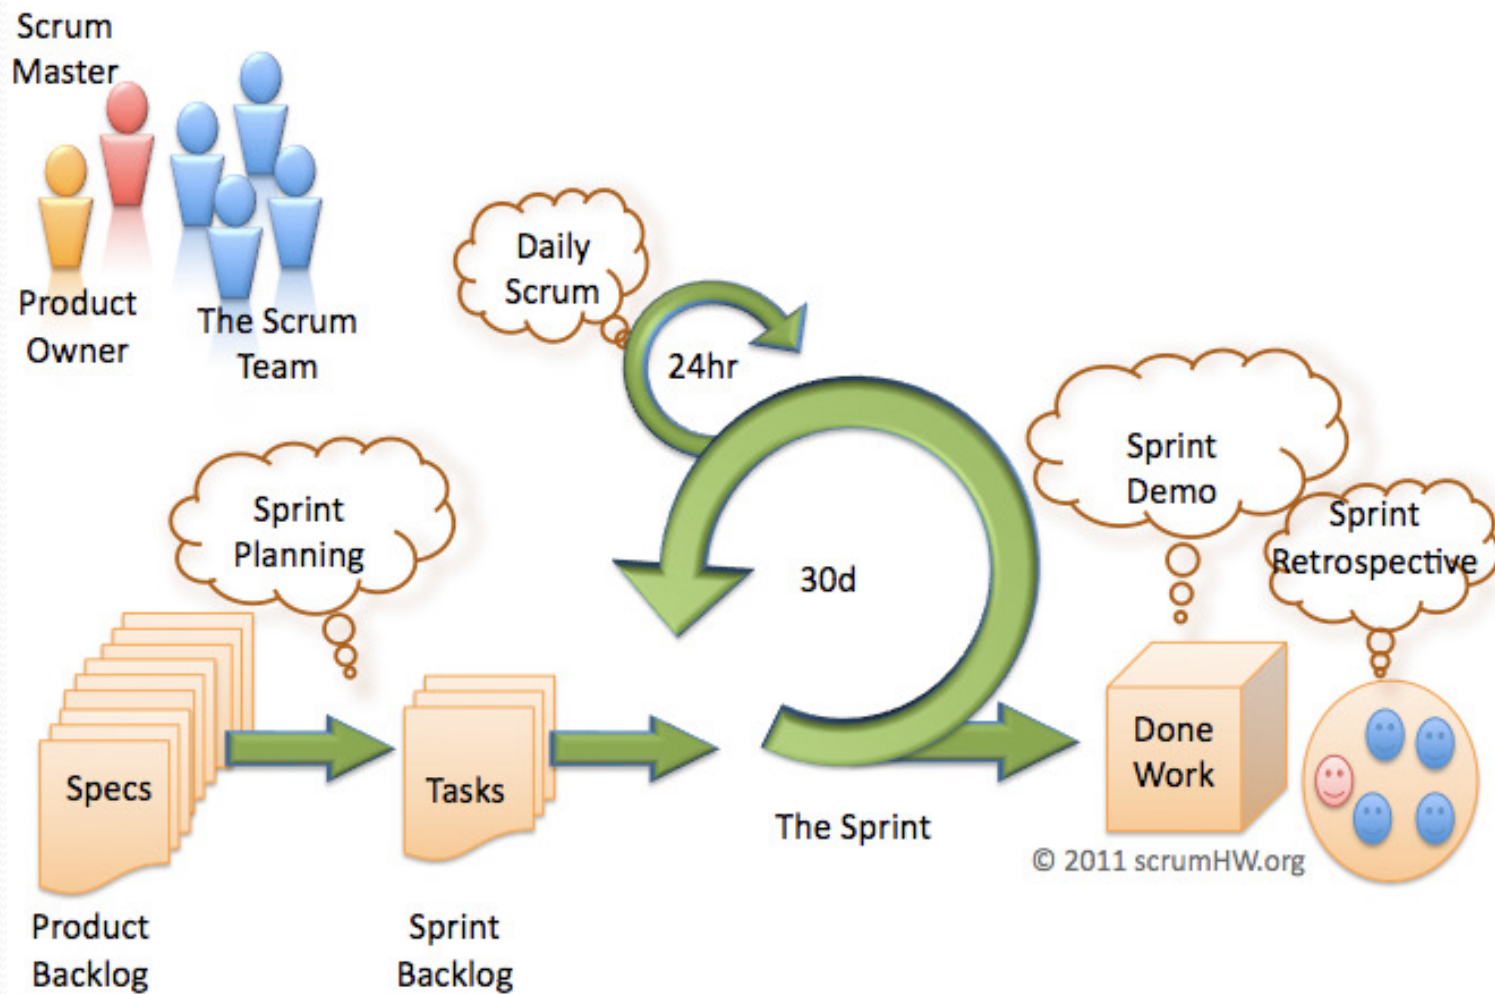 Scrum
Master
Product
Owner
The Scrum
Team
Daily
Scrum
24hr
Sprint
Planning
30d
Sprint
Demo
Sprint
Retrospective
Specs
Tasks
The Sprint
Done
Work
© 2011 scrumHW.org
Product
Backlog
Sprint
Backlog